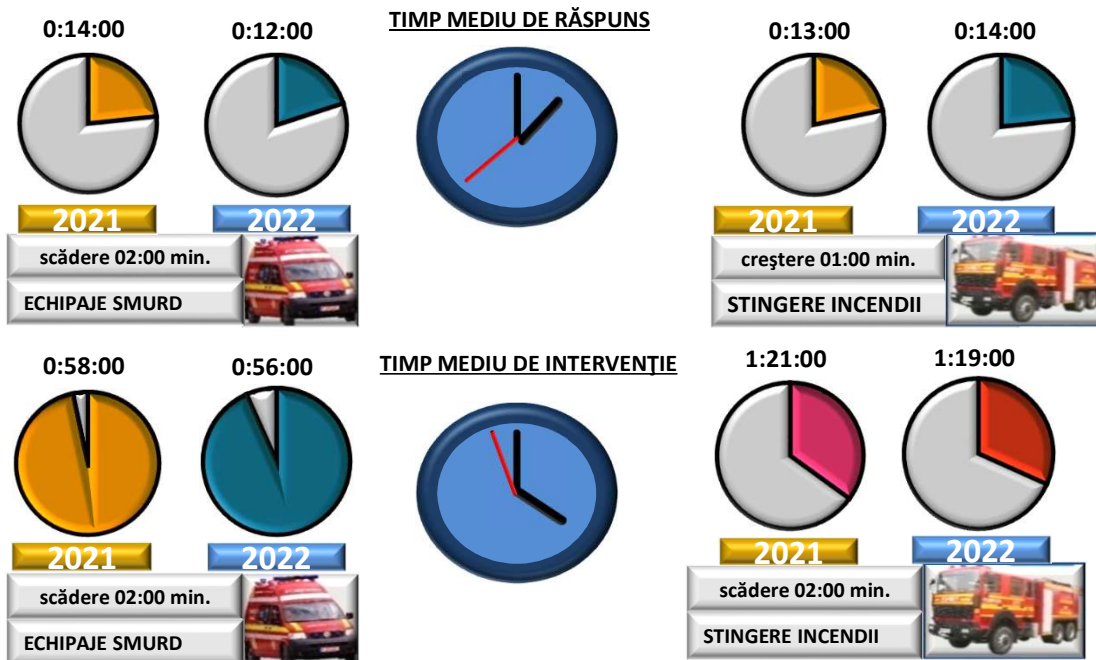 TIMP MEDIU DE RĂSPUNS
0:14:00
0:12:00
0:13:00
0:14:00
2021
2022
2021
2022
scădere 02:00 min.
creştere 01:00 min.
ECHIPAJE SMURD
STINGERE INCENDII
TIMP MEDIU DE INTERVENŢIE
0:58:00
0:56:00
1:21:00
1:19:00
2021
2022
2021
2022
scădere 02:00 min.
scădere 02:00 min.
ECHIPAJE SMURD
STINGERE INCENDII